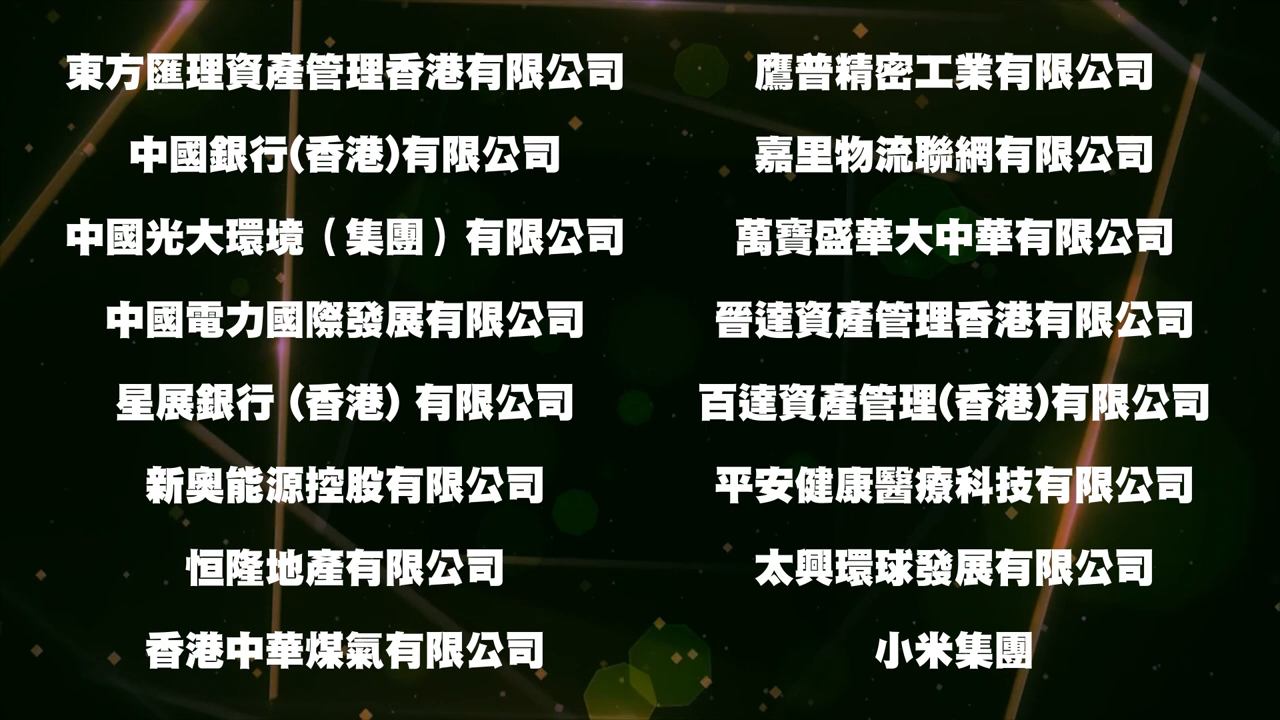 東方匯理資產管理香港有限公司
中國銀行(香港)有限公司
中國光大環境（集團）有限公司
中國電力國際發展有限公司
星展銀行 (香港) 有限公司
新奧能源控股有限公司
恒隆地產有限公司
香港中華煤氣有限公司
鷹普精密工業有限公司
嘉里物流聯網有限公司
萬寶盛華大中華有限公司
晉達資產管理香港有限公司
百達資產管理(香港)有限公司
平安健康醫療科技有限公司
太興環球發展有限公司
小米集團